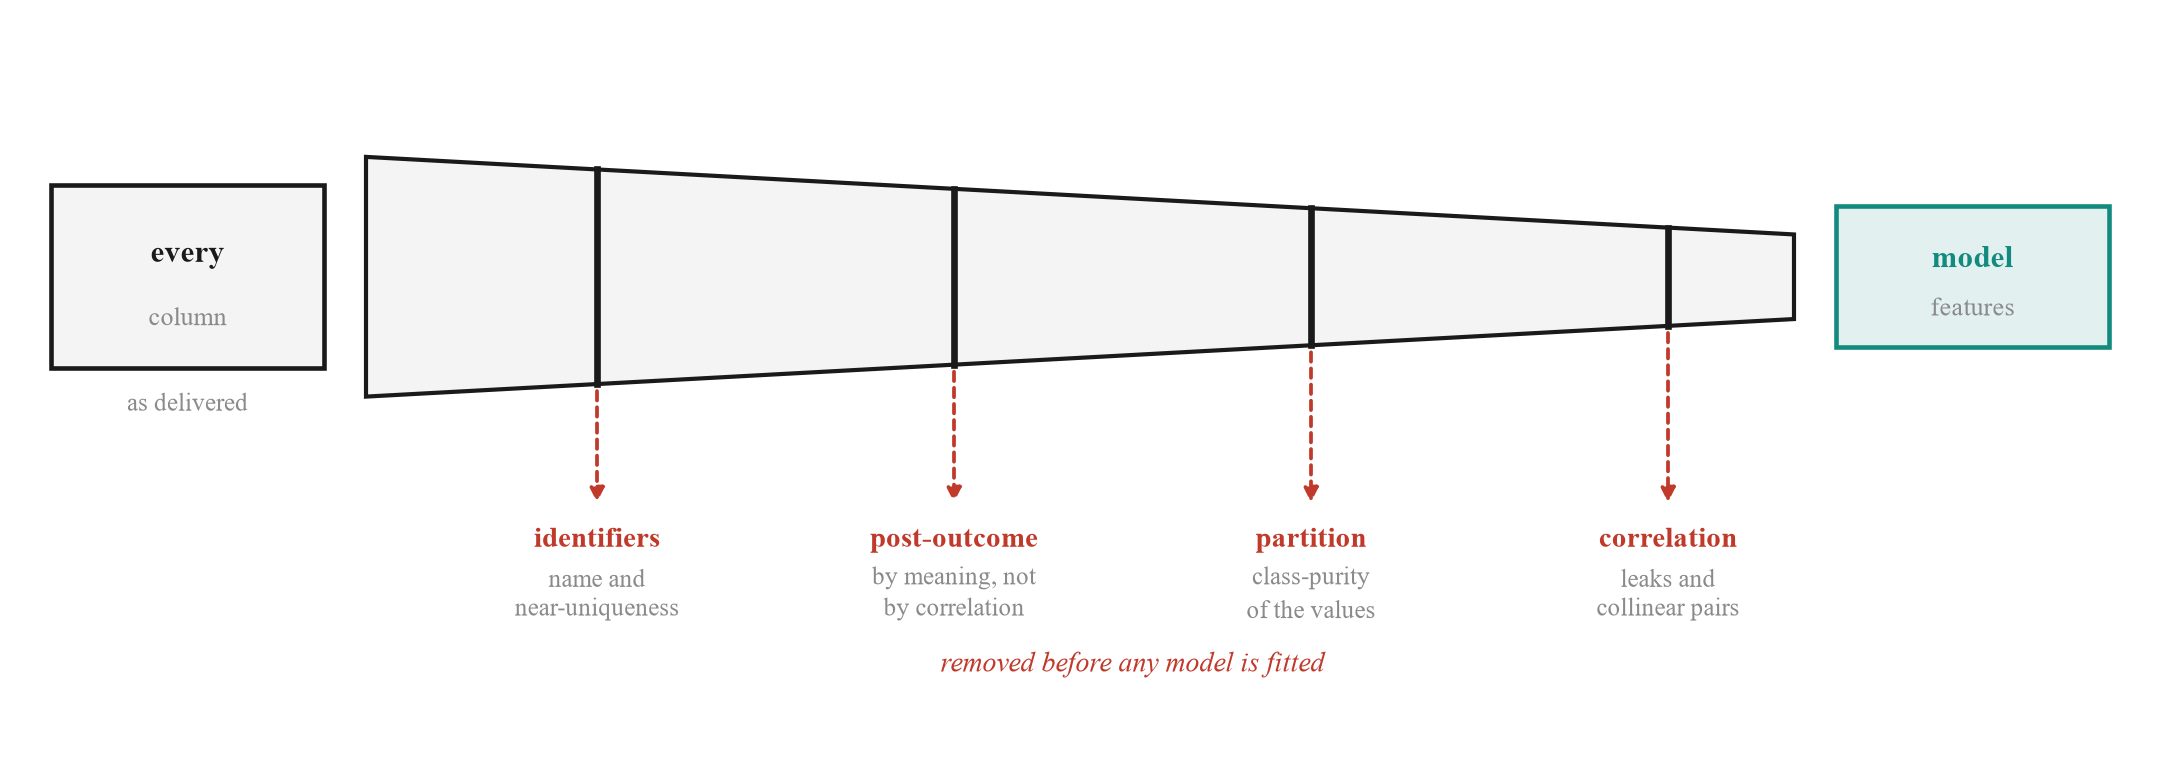 every
column
as delivered
model
features
identifiers
name and
near-uniqueness
post-outcome
by meaning, not
by correlation
partition
class-purity
of the values
correlation
leaks and
collinear pairs
removed before any model is fitted